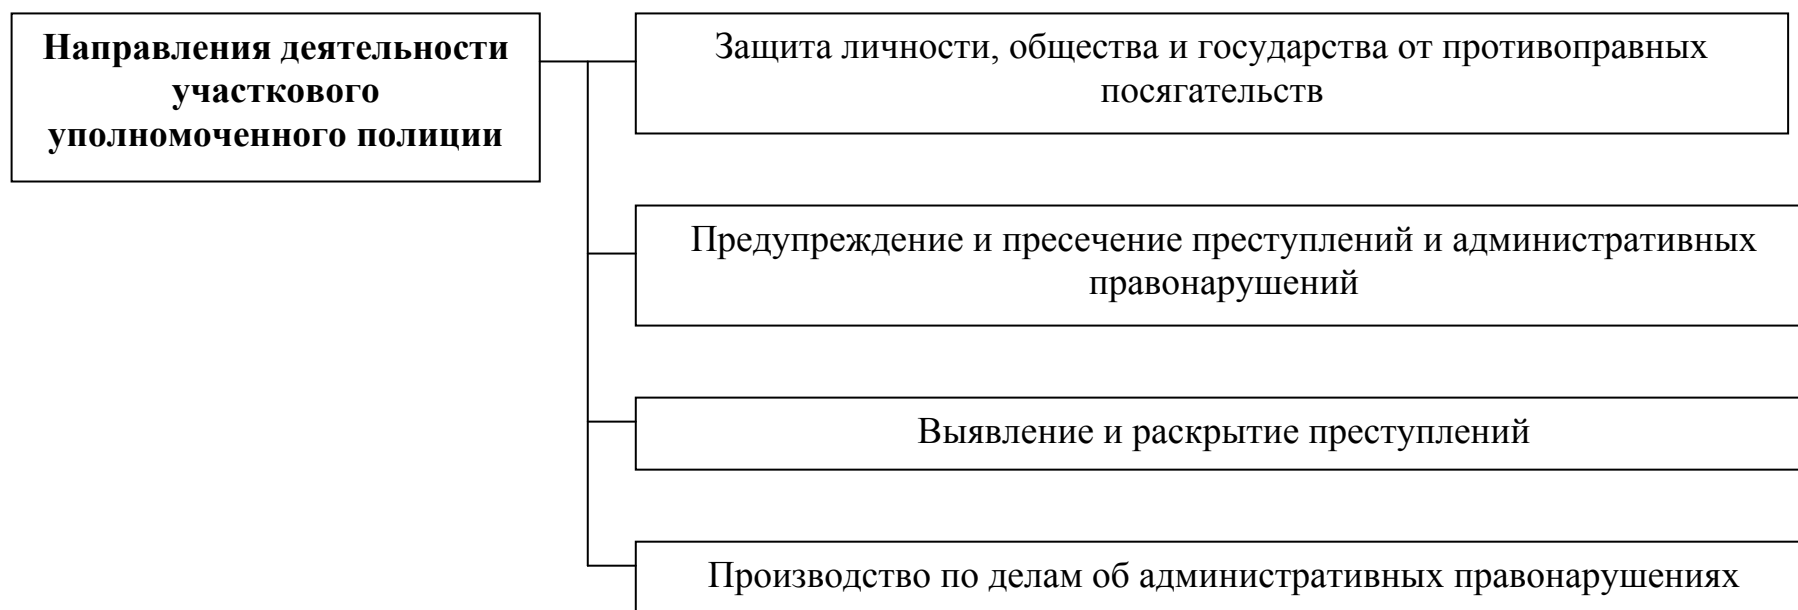 Направления деятельности
участкового
уполномоченного полиции
Защита личности, общества и государства от противоправных
посягательств
Предупреждение и пресечение преступлений и административных
правонарушений
Выявление и раскрытие преступлений
Производство по делам об административных правонарушениях